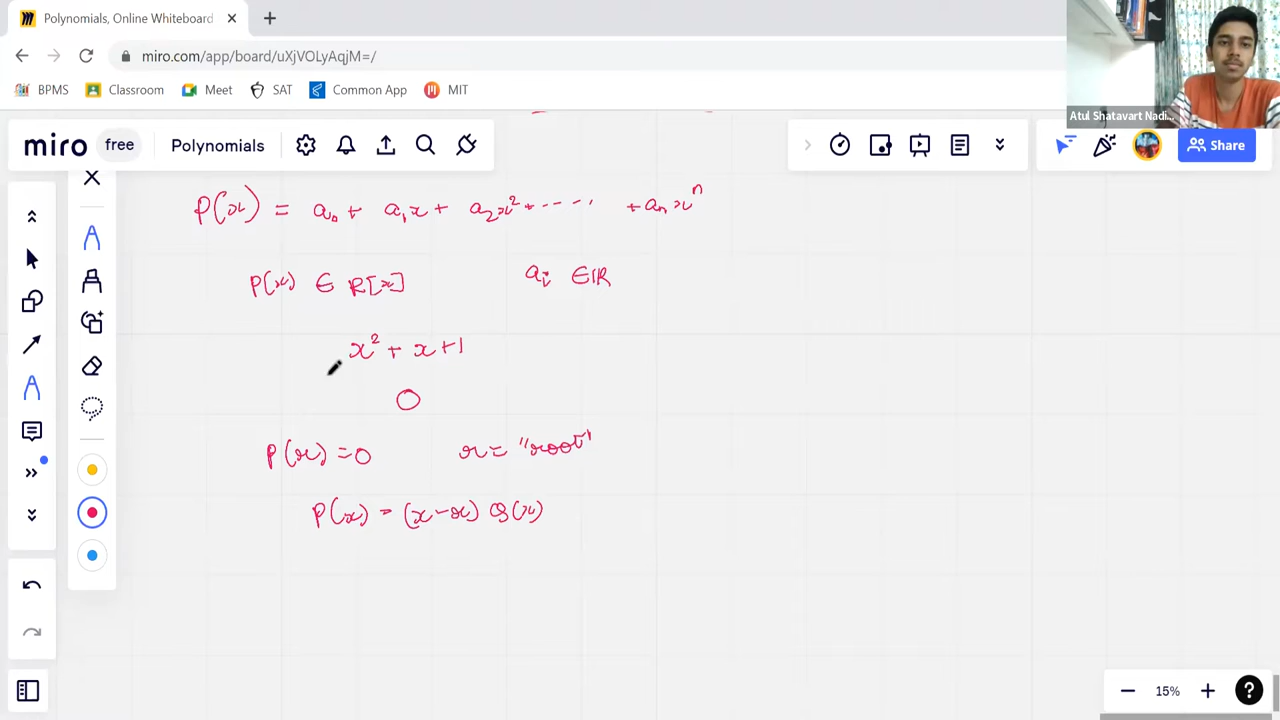 Polynomials, Online Whiteboard
miro.com/app/board/uXjVOLyAqjM=/
BPMS Classroom Meet SAT Common App MIT
Atul Shatavart Nadi...
miro free Polynomials
Share
P(x) = a₀ + a₁x + a₂x² + ..... + aₙxⁿ
P(x) ∈ ℝ[x] aᵢ ∈ ℝ
x² + x + 1
0
P(r) = 0 r = "root"
P(x) = (x-r) Q(x)
15%